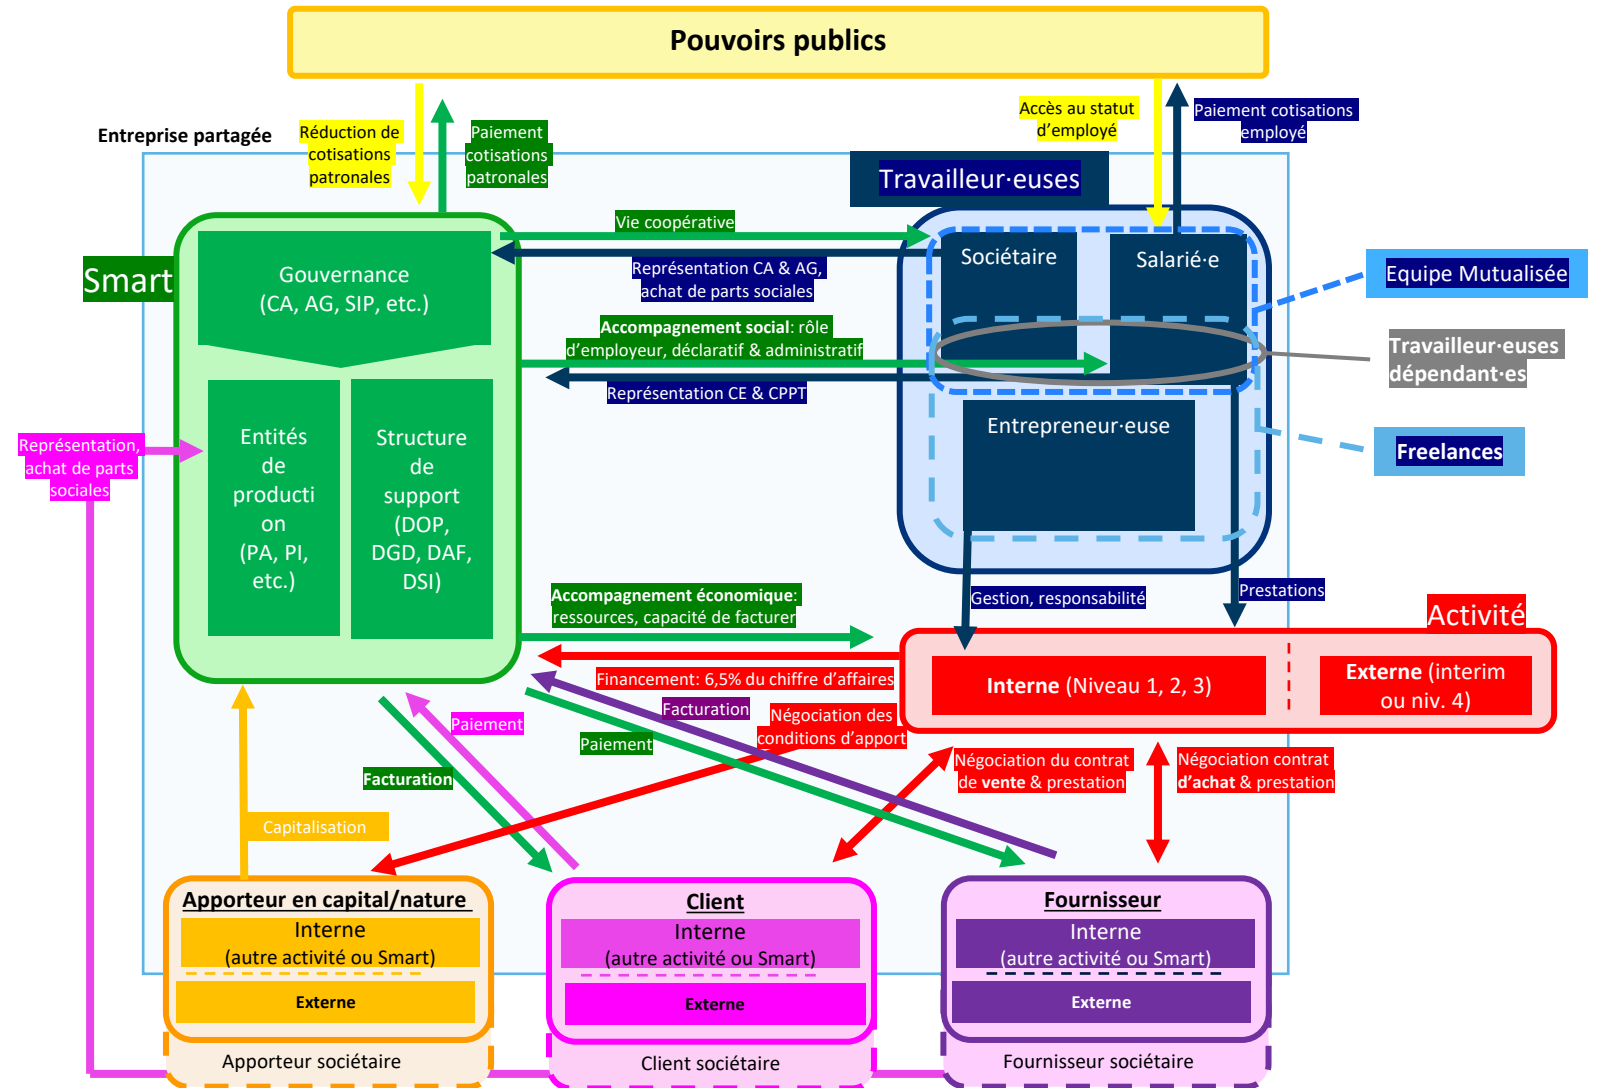 Pouvoirs publics
Entreprise partagée
Réduction de
cotisations
patronales
Paiement
cotisations
patronales
Accès au statut
d'employé
Paiement cotisations
employé
Travailleur·euses
Smart
Gouvernance
(CA, AG, SIP, etc.)
Vie coopérative
Représentation CA & AG,
achat de parts sociales
Accompagnement social: rôle
d'employeur, déclaratif & administratif
Représentation CE & CPPT
Sociétaire
Salarié·e
Equipe Mutualisée
Travailleur·euses
dépendant·es
Entrepreneur·euse
Freelances
Représentation,
achat de parts
sociales
Entités
de
producti
on
(PA, PI,
etc.)
Structure
de
support
(DOP,
DGD, DAF,
DSI)
Accompagnement économique:
ressources, capacité de facturer
Gestion, responsabilité
Prestations
Activité
Financement: 6,5% du chiffre d'affaires
Interne (Niveau 1, 2, 3)
Externe (interim
ou niv. 4)
Paiement
Facturation
Paiement
Facturation
Négociation des
conditions d'apport
Négociation du contrat
de vente & prestation
Négociation contrat
d'achat & prestation
Capitalisation
Apporteur en capital/nature
Interne
(autre activité ou Smart)
Externe
Apporteur sociétaire
Client
Interne
(autre activité ou Smart)
Externe
Client sociétaire
Fournisseur
Interne
(autre activité ou Smart)
Externe
Fournisseur sociétaire